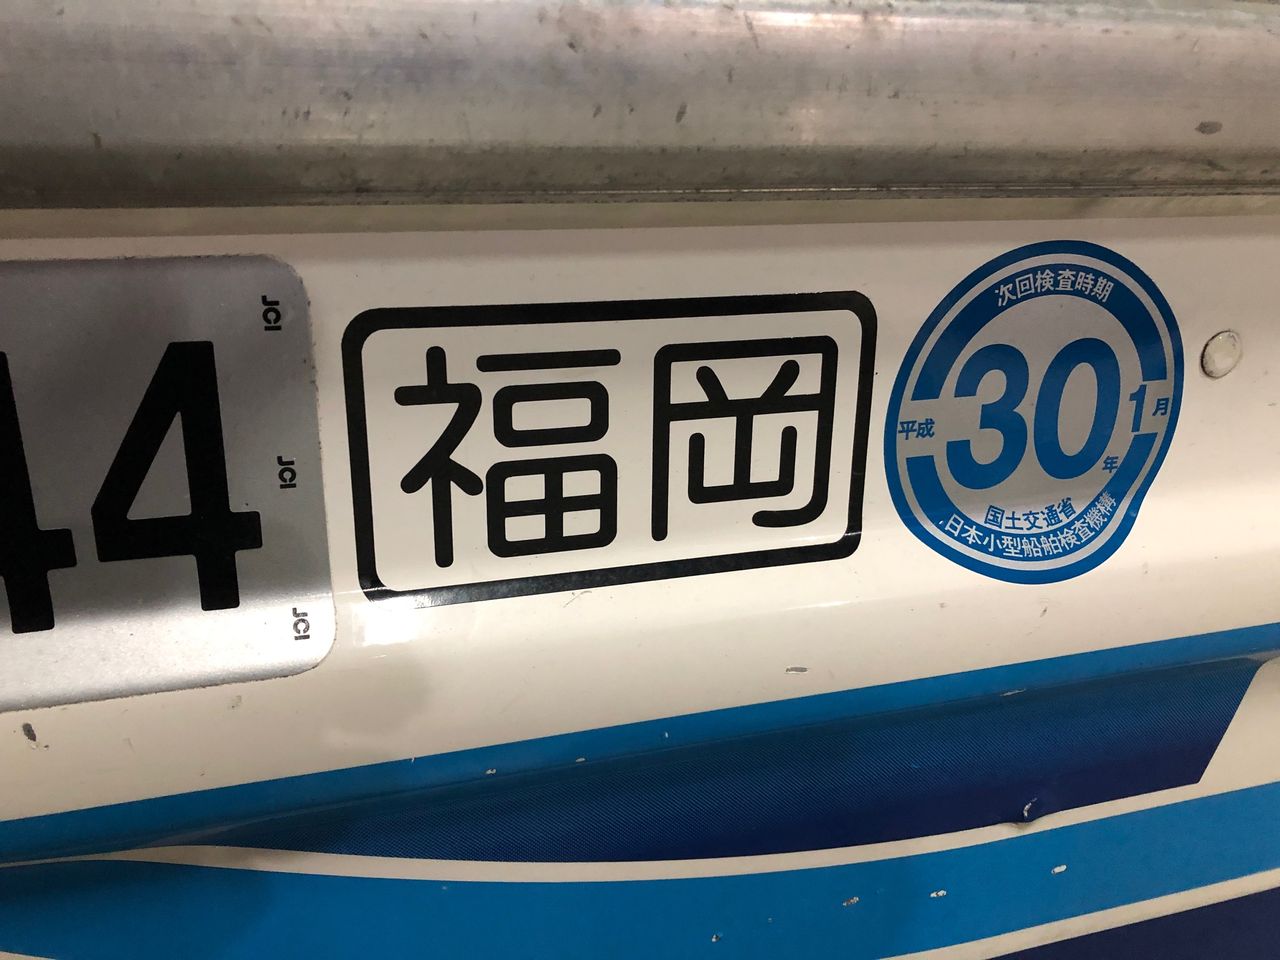 44
JCI
JCI
JCI
福岡
次回検査時期
平成
30
年
1月
国土交通省
日本小型船舶検査機構